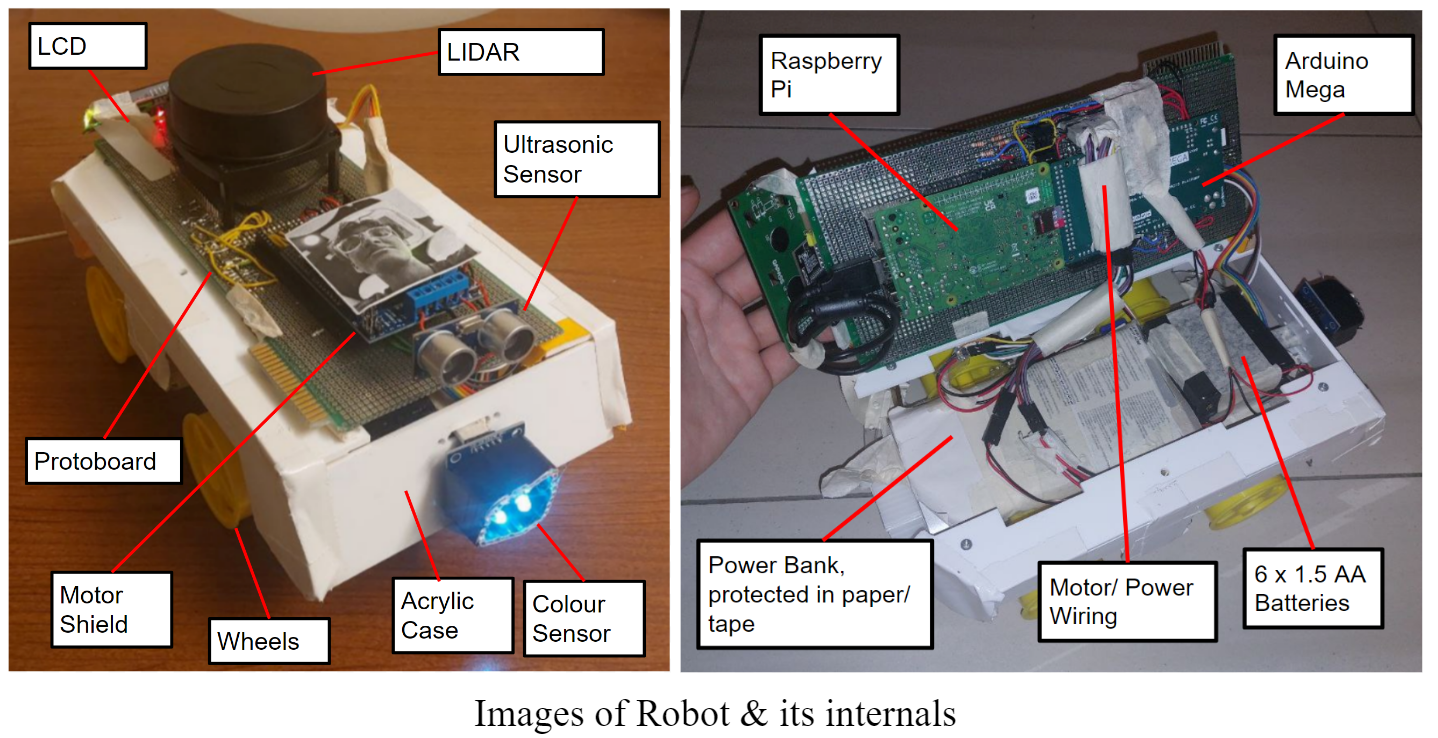 LCD
LIDAR
Ultrasonic
Sensor
Protoboard
Motor
Shield
Wheels
Acrylic
Case
Colour
Sensor
Raspberry
Pi
Arduino
Mega
MEGA
Power Bank,
protected in paper/
tape
Motor/ Power
Wiring
6 x 1.5 AA
Batteries
Images of Robot & its internals